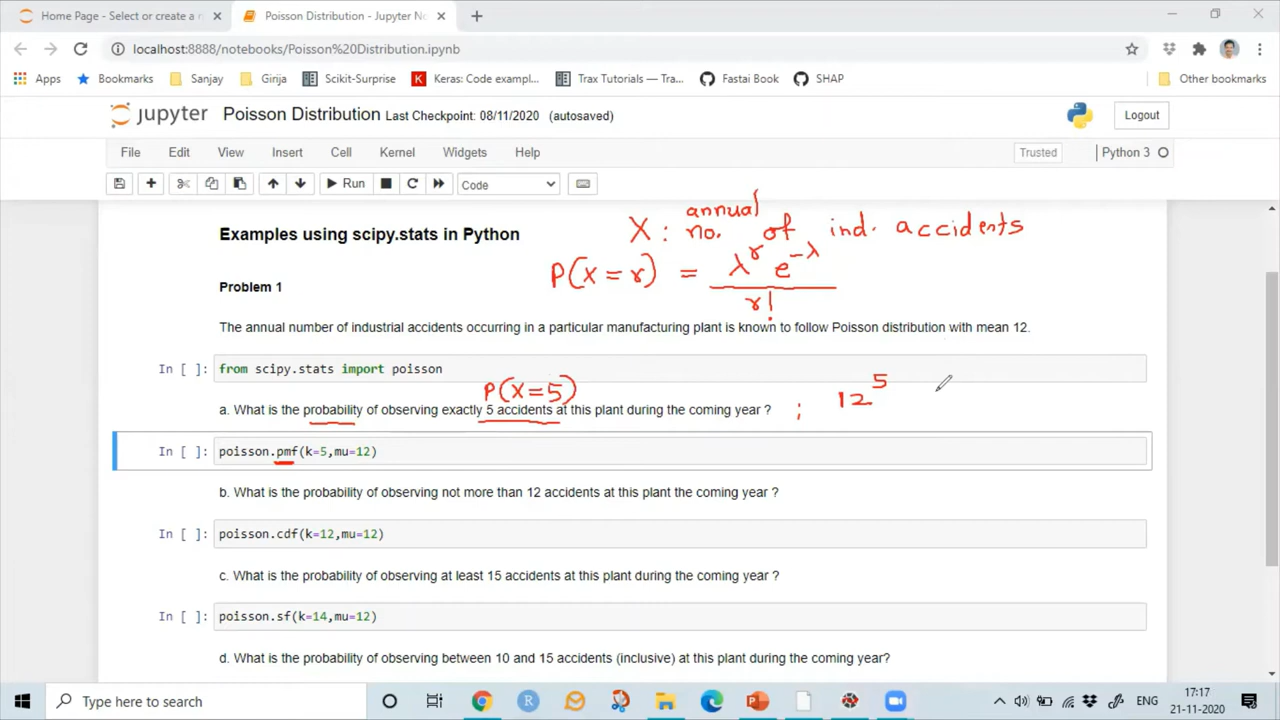 Home Page - Select or create a n
Poisson Distribution - Jupyter No
localhost:8888/notebooks/Poisson%20Distribution.ipynb
Apps Bookmarks Sanjay Girija Scikit-Surprise Keras: Code exampl... Trax Tutorials — Tra... Fastai Book SHAP Other bookmarks
jupyter Poisson Distribution Last Checkpoint: 08/11/2020 (autosaved) Logout
File Edit View Insert Cell Kernel Widgets Help Trusted Python 3
Run Code
annual
X : no. of ind. accidents
Examples using scipy.stats in Python
P(X=r) = λ^r e^-λ / r!
Problem 1
The annual number of industrial accidents occurring in a particular manufacturing plant is known to follow Poisson distribution with mean 12.
In [ ]: from scipy.stats import poisson
P(X=5)
a. What is the probability of observing exactly 5 accidents at this plant during the coming year ? ; 12^5
In [ ]: poisson.pmf(k=5,mu=12)
b. What is the probability of observing not more than 12 accidents at this plant the coming year ?
In [ ]: poisson.cdf(k=12,mu=12)
c. What is the probability of observing at least 15 accidents at this plant during the coming year ?
In [ ]: poisson.sf(k=14,mu=12)
d. What is the probability of observing between 10 and 15 accidents (inclusive) at this plant during the coming year?
Type here to search
ENG
17:17
21-11-2020